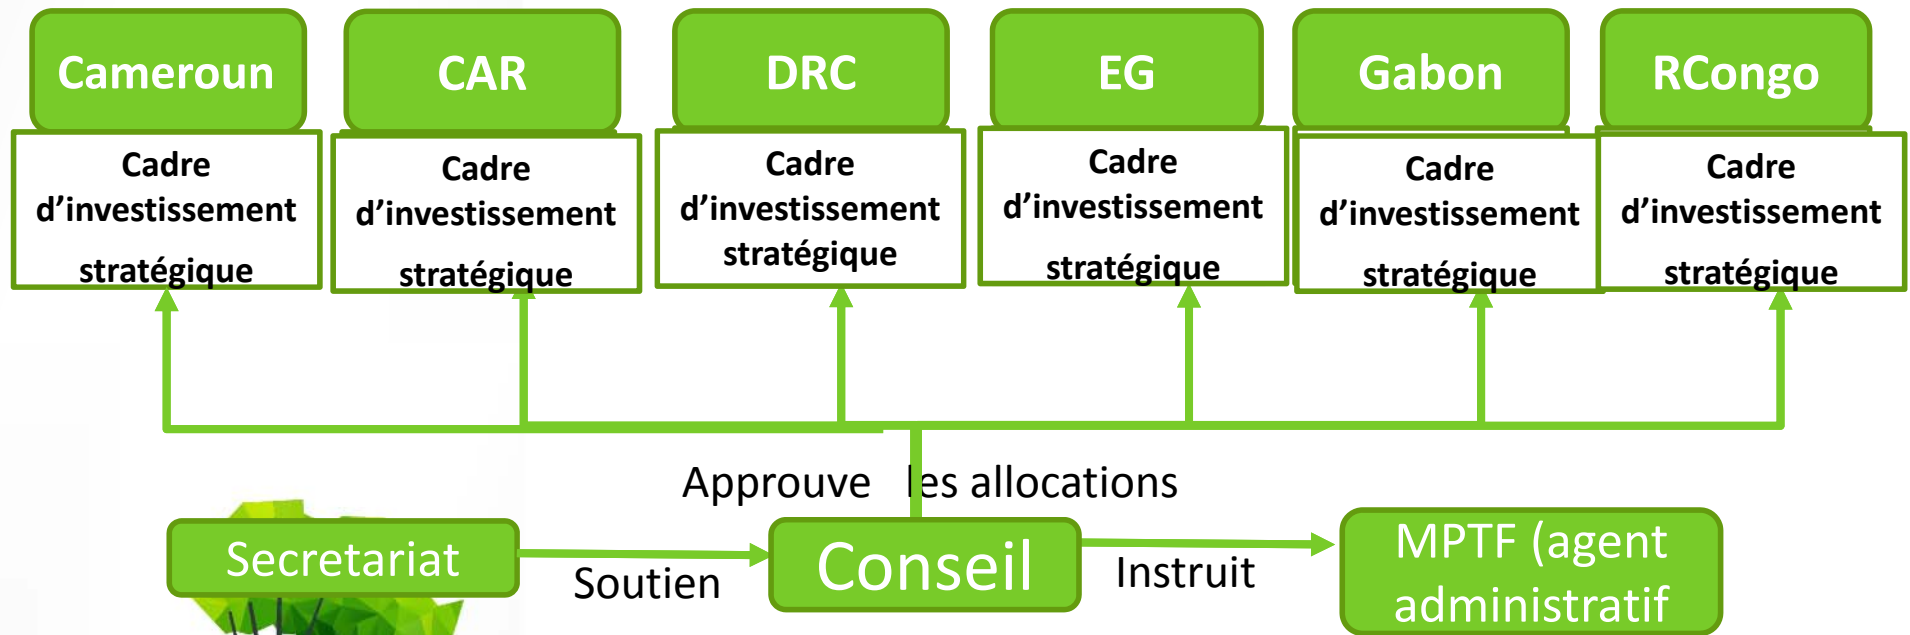 Cameroun
CAR
DRC
EG
Gabon
RCongo
Cadre
d’investissement
stratégique
Cadre
d’investissement
stratégique
Cadre
d’investissement
stratégique
Cadre
d’investissement
stratégique
Cadre
d’investissement
stratégique
Cadre
d’investissement
stratégique
Approuve les allocations
Secretariat
Soutien
Conseil
Instruit
MPTF (agent
administratif